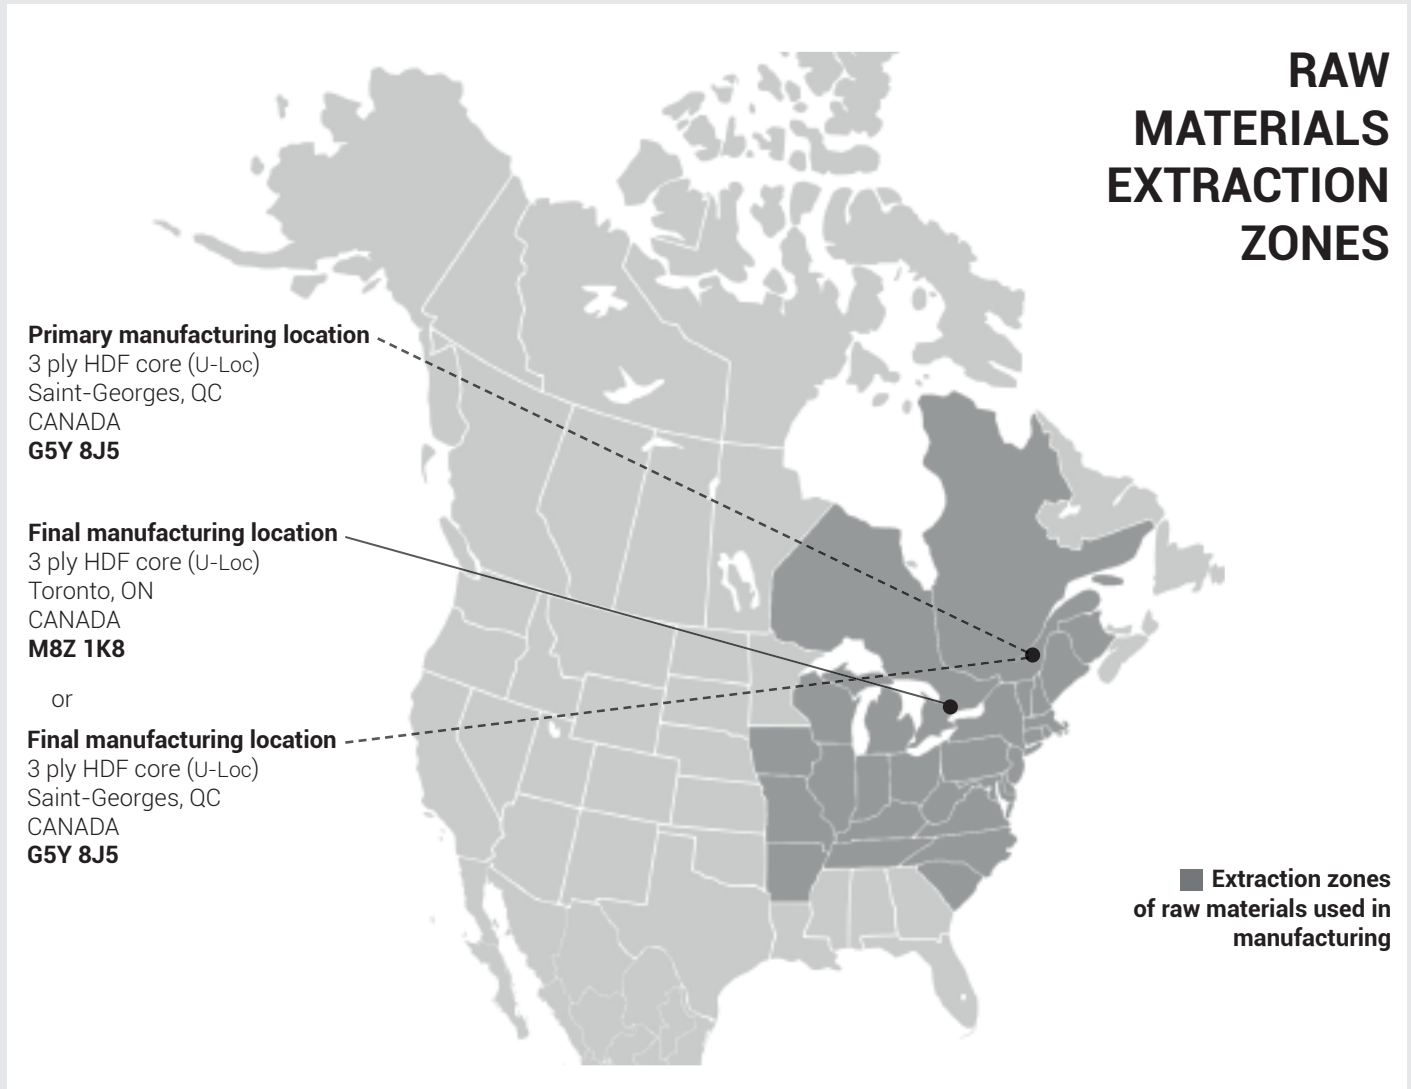 RAW
MATERIALS
EXTRACTION
ZONES
Primary manufacturing location
3 ply HDF core (U-Loc)
Saint-Georges, QC
CANADA
G5Y 8J5
Final manufacturing location
3 ply HDF core (U-Loc)
Toronto, ON
CANADA
M8Z 1K8
or
Final manufacturing location
3 ply HDF core (U-Loc)
Saint-Georges, QC
CANADA
G5Y 8J5
Extraction zones
of raw materials used in
manufacturing